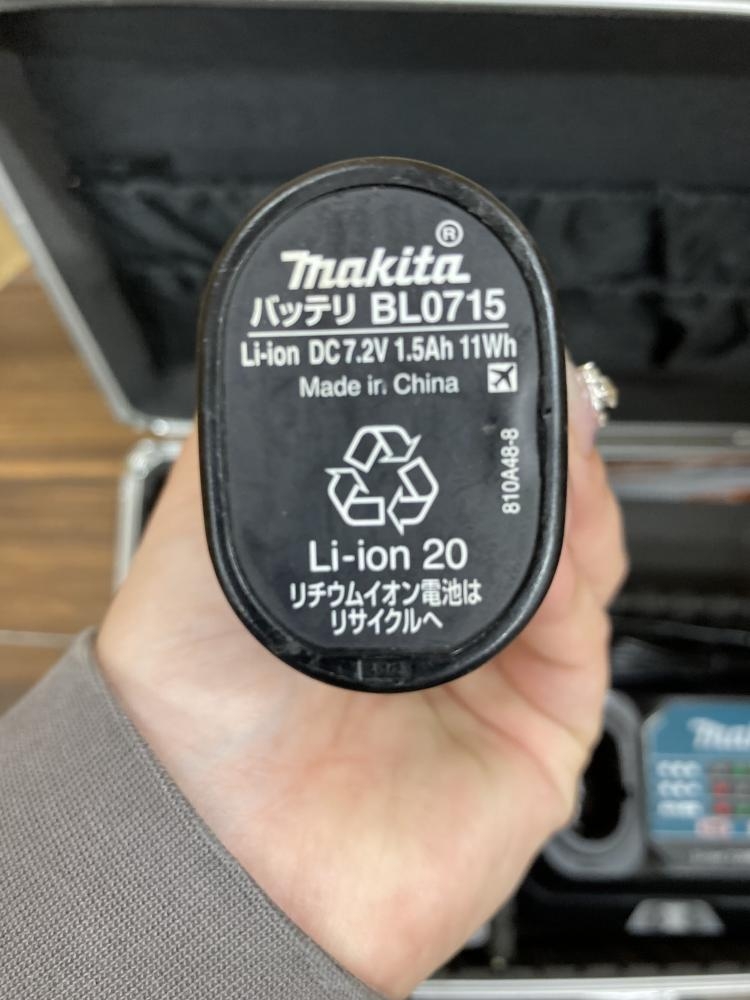 makita®
バッテリ BL0715
Li-ion DC7.2V 1.5Ah 11Wh
Made in China
810A48-8
Li-ion 20
リチウムイオン電池は
リサイクルへ